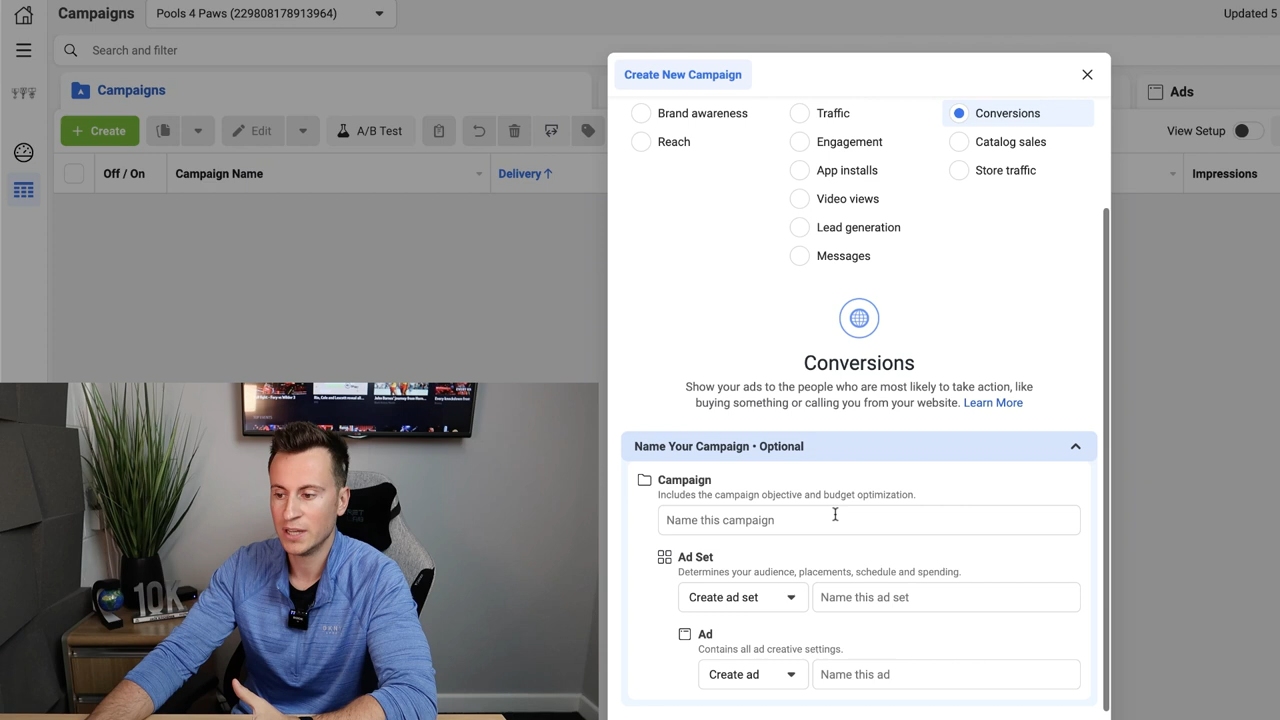 Campaigns
Pools 4 Paws (229808178913964)
Updated 5
Search and filter
Campaigns
Ads
Create
Edit
A/B Test
View Setup
Off / On
Campaign Name
Delivery↑
Impressions
Create New Campaign
Brand awareness
Traffic
Conversions
Reach
Engagement
Catalog sales
App installs
Store traffic
Video views
Lead generation
Messages
Conversions
Show your ads to the people who are most likely to take action, like
buying something or calling you from your website. Learn More
Name Your Campaign • Optional
Campaign
Includes the campaign objective and budget optimization.
Name this campaign
Ad Set
Determines your audience, placements, schedule and spending.
Create ad set
Name this ad set
Ad
Contains all ad creative settings.
Create ad
Name this ad
10K